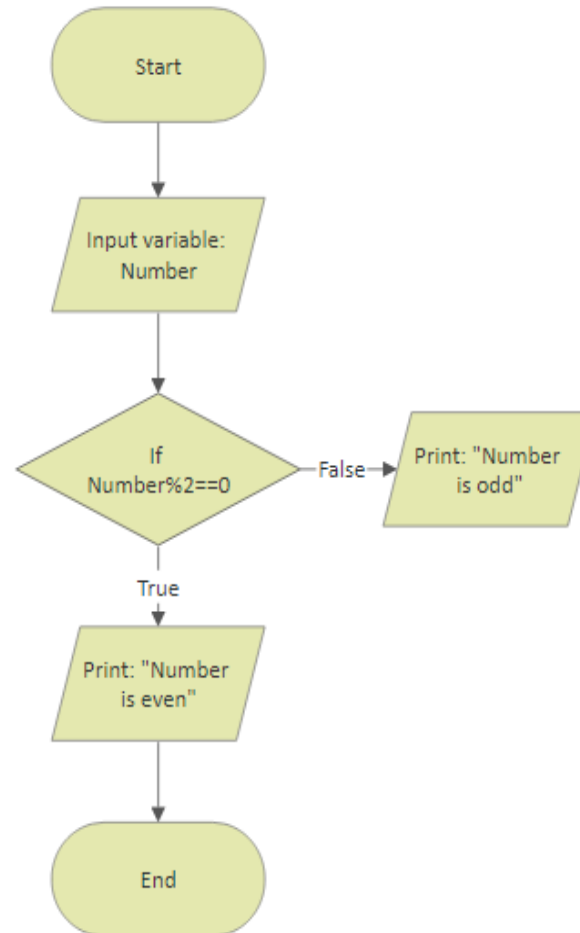 Start
Input variable:
Number
If
Number%2==0
False
Print: "Number
is odd"
True
Print: "Number
is even"
End